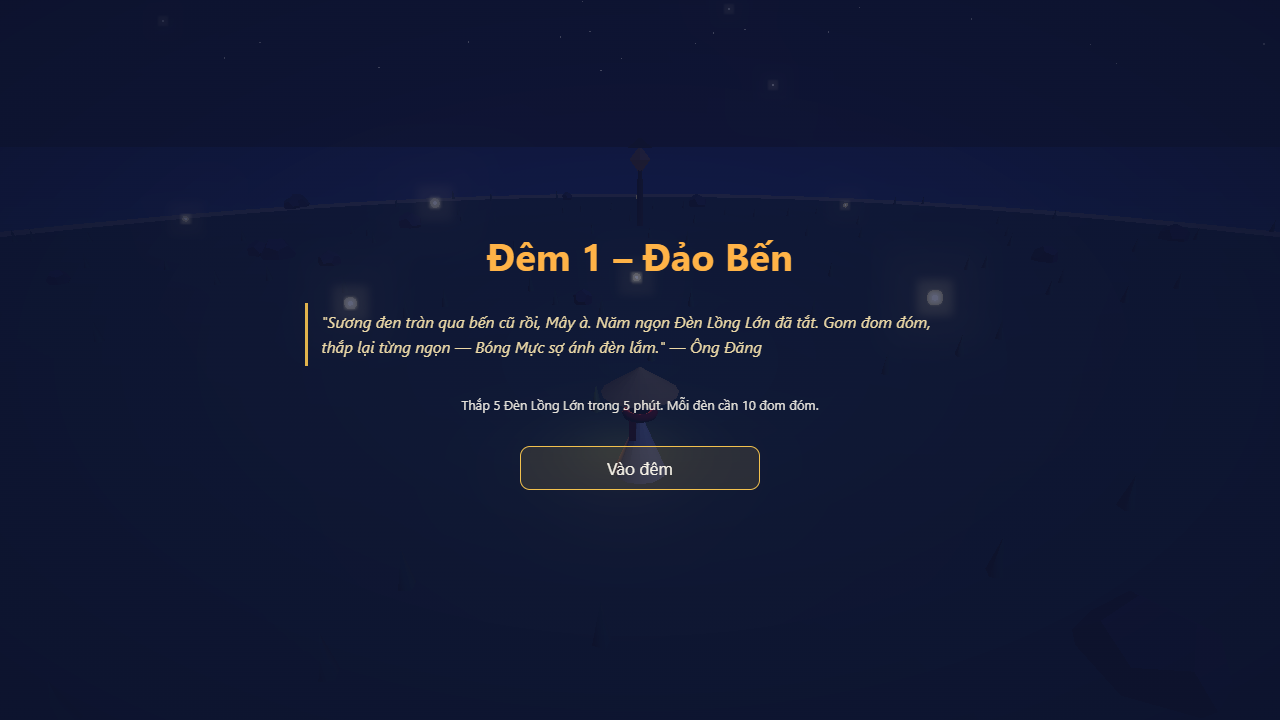 Đêm 1 – Đảo Bến
"Sương đen tràn qua bến cũ rồi, Mây à. Năm ngọn Đèn Lồng Lớn đã tắt. Gom đom đóm,
thắp lại từng ngọn — Bóng Mực sợ ánh đèn lắm." — Ông Đăng
Thắp 5 Đèn Lồng Lớn trong 5 phút. Mỗi đèn cần 10 đom đóm.
Vào đêm